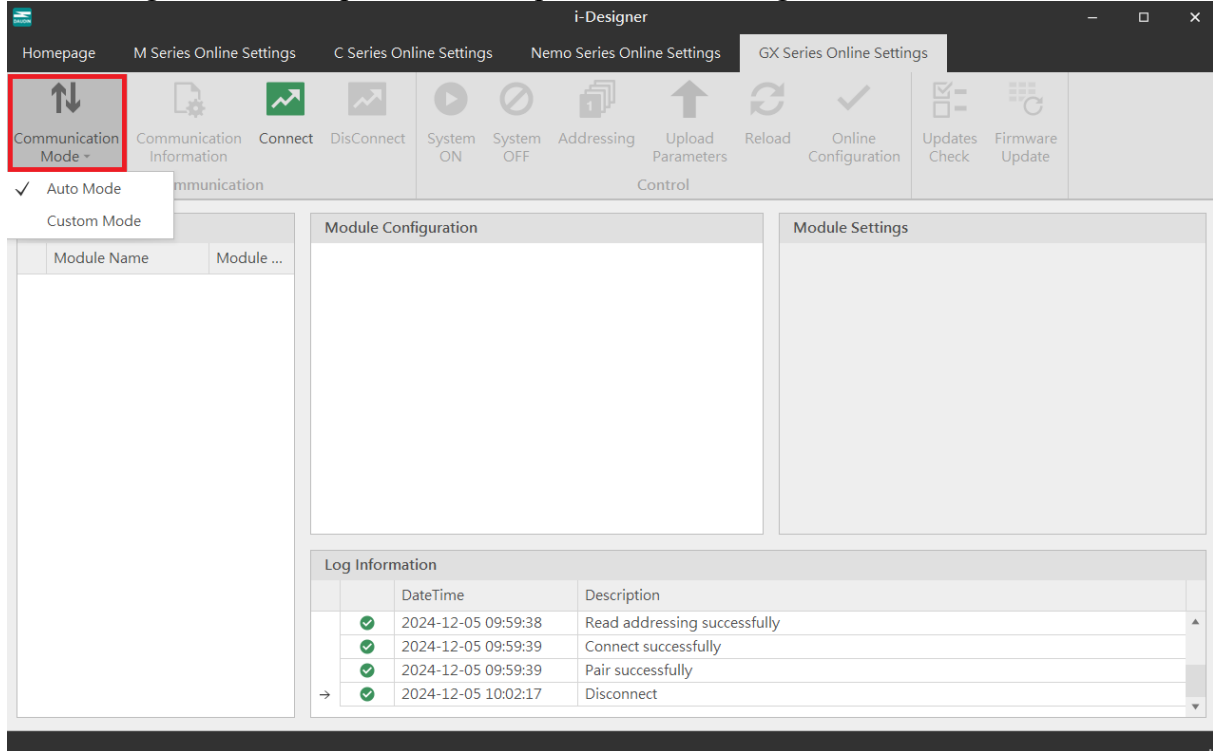 DAUDIN
i-Designer
Homepage M Series Online Settings C Series Online Settings Nemo Series Online Settings GX Series Online Settings
Communication Mode
Communication Information
Connect
DisConnect
System ON
System OFF
Addressing
Upload Parameters
Reload
Online Configuration
Updates Check
Firmware Update
mmunication
Control
Auto Mode
Custom Mode
Module Name Module ...
Module Configuration
Module Settings
Log Information
DateTime Description
2024-12-05 09:59:38 Read addressing successfully
2024-12-05 09:59:39 Connect successfully
2024-12-05 09:59:39 Pair successfully
2024-12-05 10:02:17 Disconnect